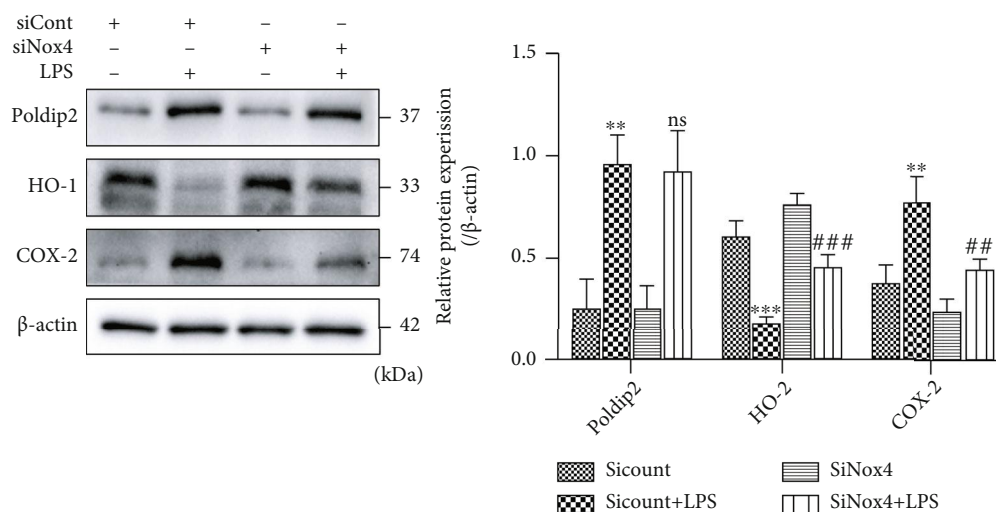 siCont + + – –
siNox4 – – + +
LPS – + – +
Poldip2 37
HO-1 33
COX-2 74
β-actin 42
(kDa)
Relative protein experission
(/β-actin)
1.5
1.0
0.5
0.0
** ns
*** ###
** ##
Poldip2
HO-2
COX-2
Sicount
SiNox4
Sicount+LPS
SiNox4+LPS